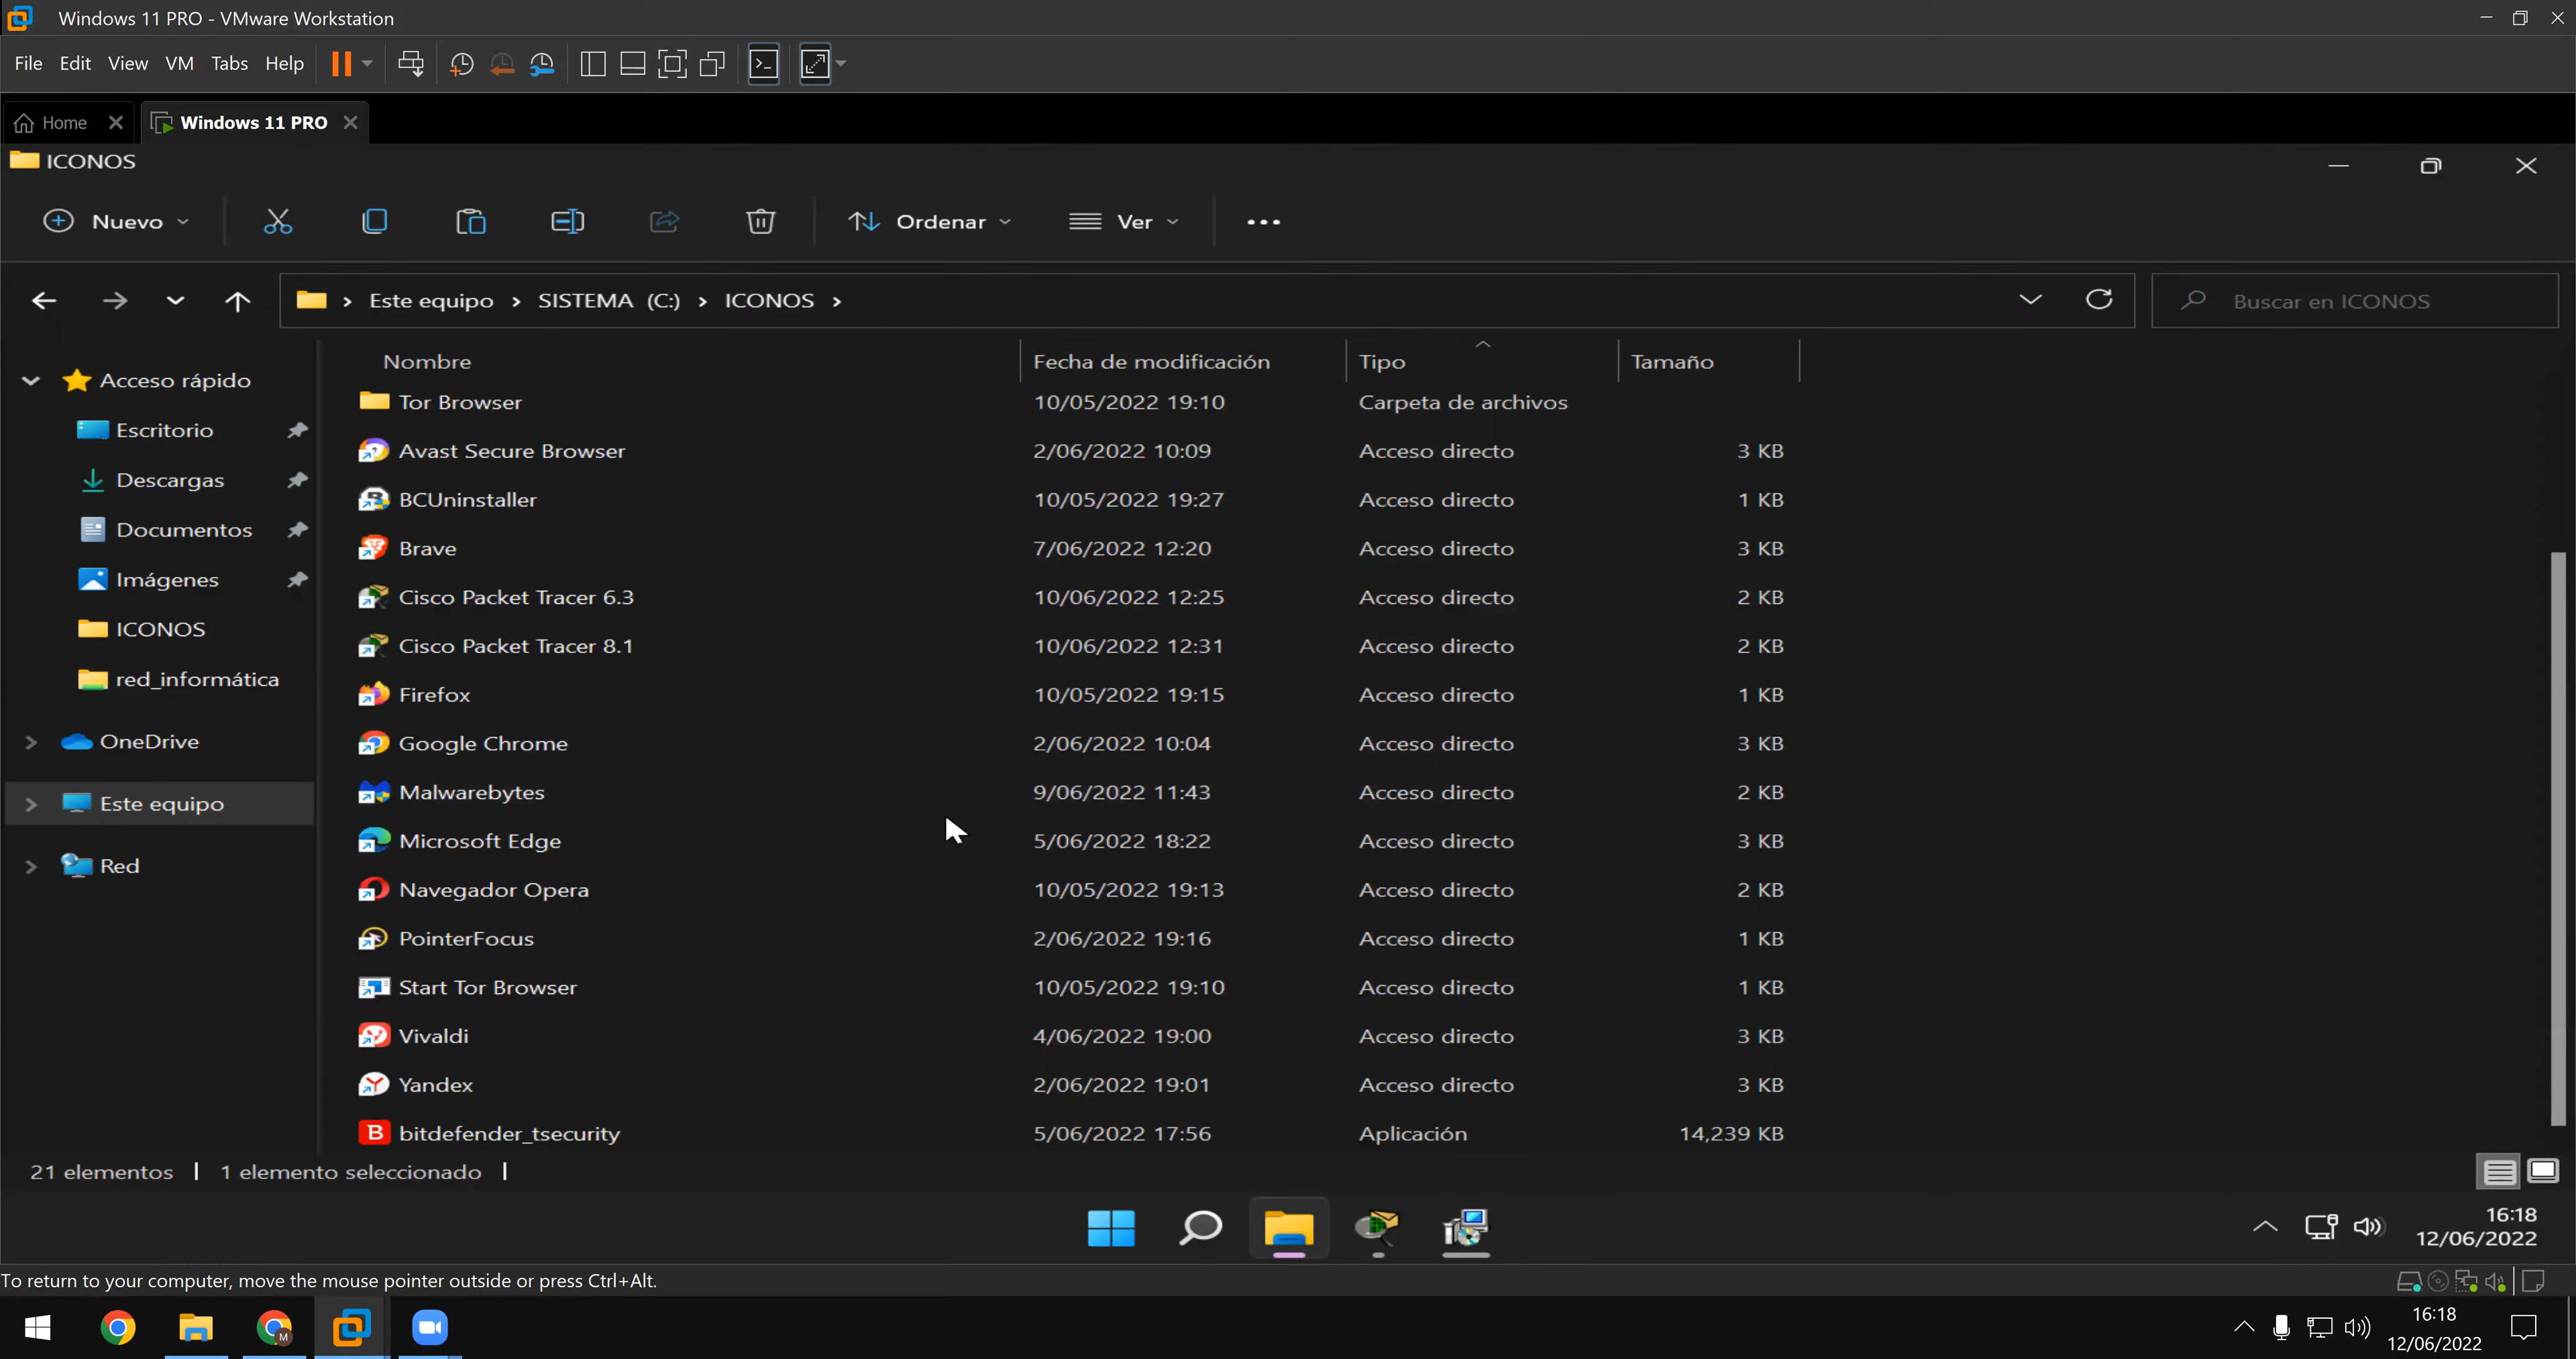 Windows 11 PRO - VMware Workstation
File Edit View VM Tabs Help
Home Windows 11 PRO
ICONOS
Nuevo Ordenar Ver
Este equipo > SISTEMA (C:) > ICONOS > Buscar en ICONOS
Nombre Fecha de modificación Tipo Tamaño
Acceso rápido
Escritorio
Descargas
Documentos
Imágenes
ICONOS
red_informática
OneDrive
Este equipo
Red
Tor Browser 10/05/2022 19:10 Carpeta de archivos
Avast Secure Browser 2/06/2022 10:09 Acceso directo 3 KB
BCUninstaller 10/05/2022 19:27 Acceso directo 1 KB
Brave 7/06/2022 12:20 Acceso directo 3 KB
Cisco Packet Tracer 6.3 10/06/2022 12:25 Acceso directo 2 KB
Cisco Packet Tracer 8.1 10/06/2022 12:31 Acceso directo 2 KB
Firefox 10/05/2022 19:15 Acceso directo 1 KB
Google Chrome 2/06/2022 10:04 Acceso directo 3 KB
Malwarebytes 9/06/2022 11:43 Acceso directo 2 KB
Microsoft Edge 5/06/2022 18:22 Acceso directo 3 KB
Navegador Opera 10/05/2022 19:13 Acceso directo 2 KB
PointerFocus 2/06/2022 19:16 Acceso directo 1 KB
Start Tor Browser 10/05/2022 19:10 Acceso directo 1 KB
Vivaldi 4/06/2022 19:00 Acceso directo 3 KB
Yandex 2/06/2022 19:01 Acceso directo 3 KB
bitdefender_tsecurity 5/06/2022 17:56 Aplicación 14,239 KB
21 elementos | 1 elemento seleccionado |
16:18
12/06/2022
To return to your computer, move the mouse pointer outside or press Ctrl+Alt.
16:18
12/06/2022